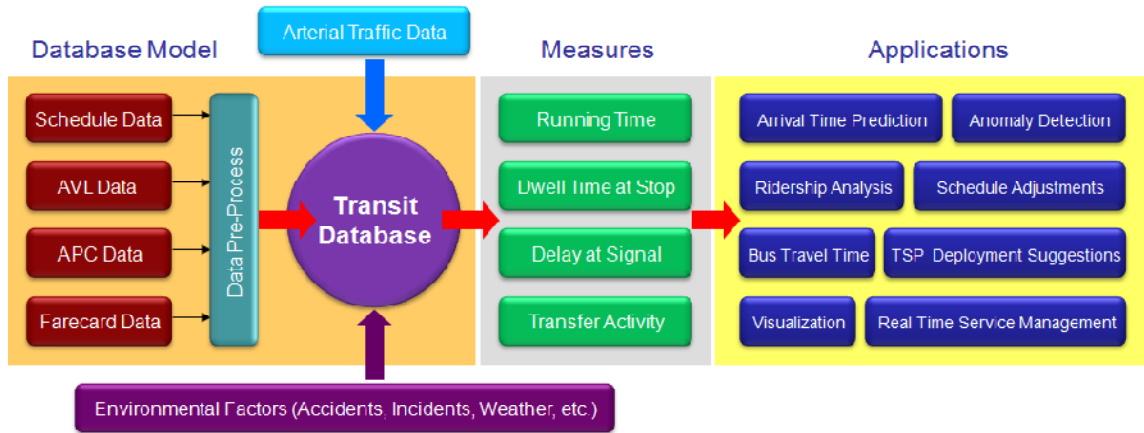 Arterial Traffic Data
Database Model
Measures
Applications
Schedule Data
AVL Data
APC Data
Farecard Data
Data Pre-Process
Transit
Database
Running Time
Dwell Time at Stop
Delay at Signal
Transfer Activity
Arrival Time Prediction
Anomaly Detection
Ridership Analysis
Schedule Adjustments
Bus Travel Time
TSP Deployment Suggestions
Visualization
Real Time Service Management
Environmental Factors (Accidents, Incidents, Weather, etc.)